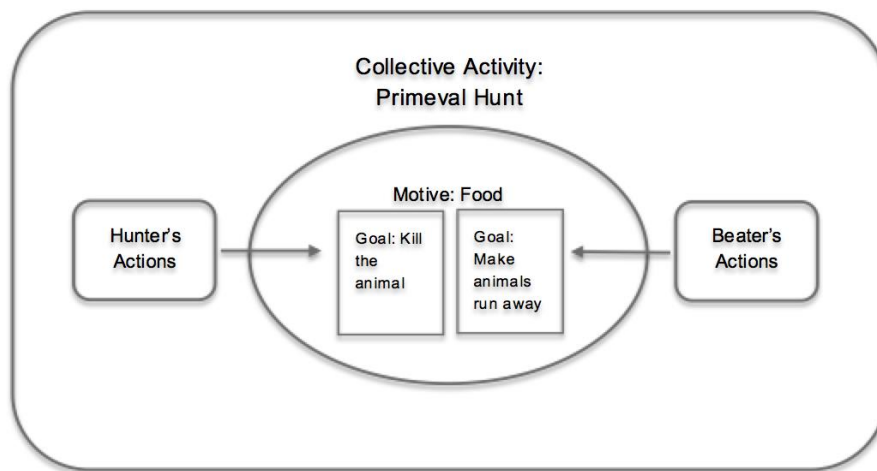 Collective Activity:
Primeval Hunt
Motive: Food
Hunter's
Actions
Goal: Kill
the
animal
Goal:
Make
animals
run away
Beater's
Actions